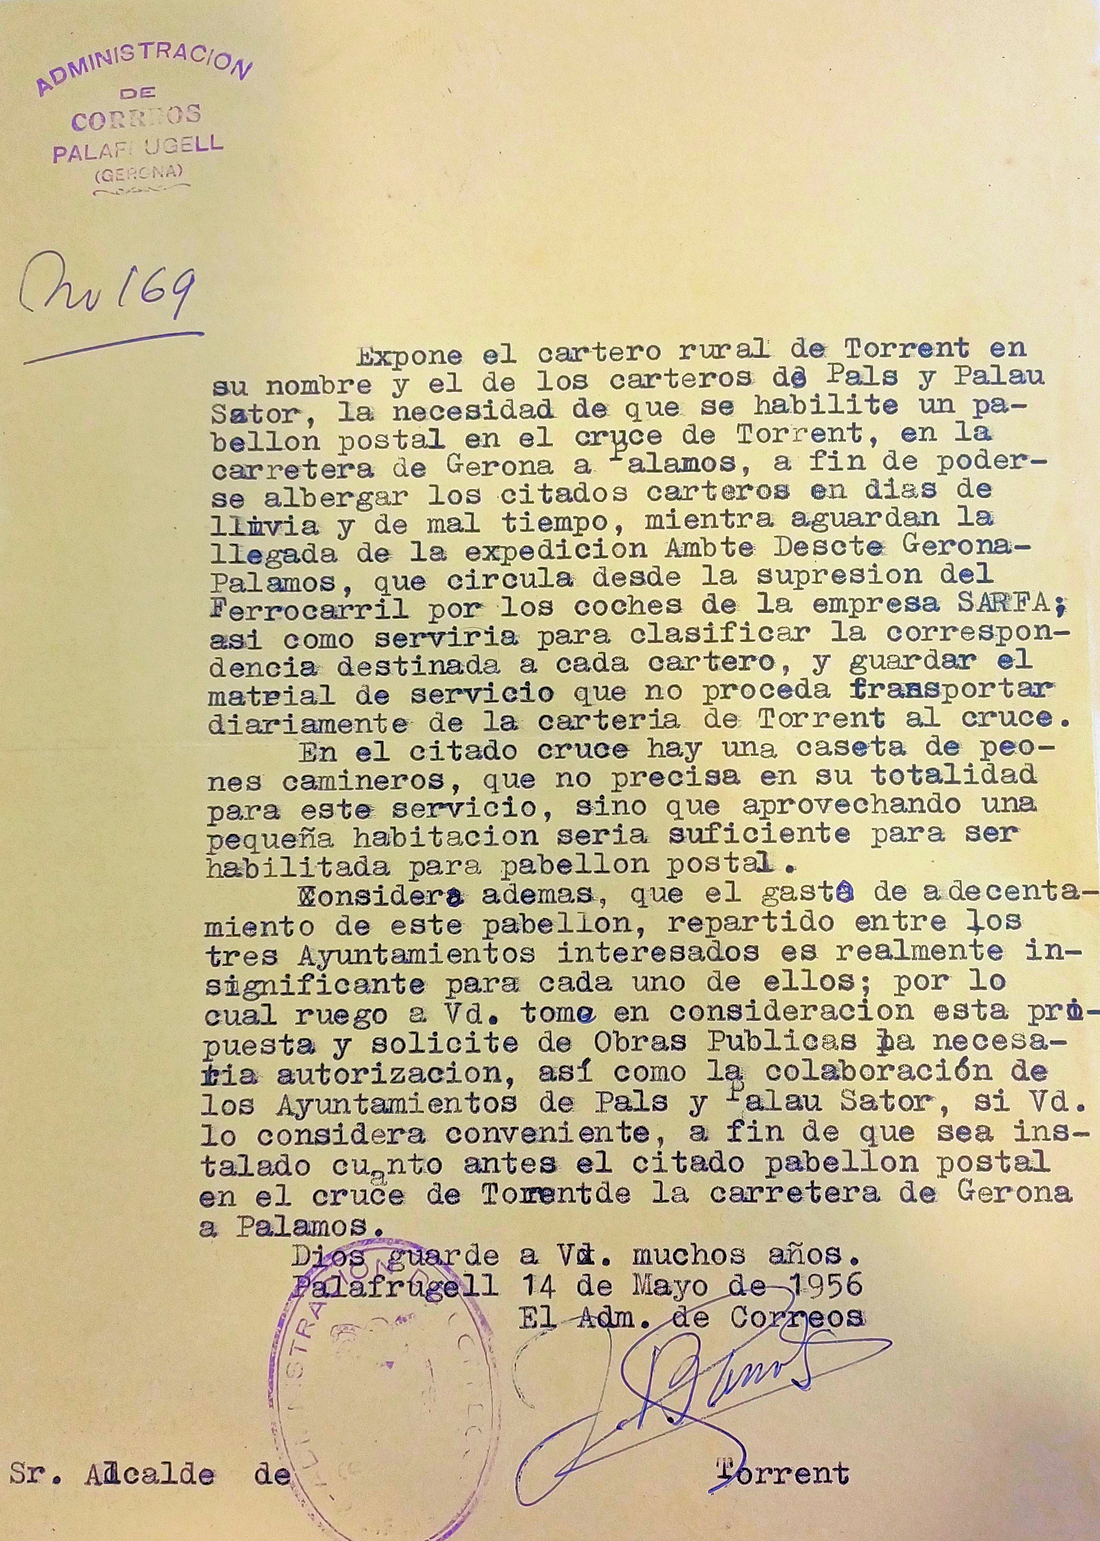 ADMINISTRACION
DE
CORREOS
PALAFRUGELL
(GERONA)
No 169
Expone el cartero rural de Torrent en
su nombre y el de los carteros de Pals y Palau
Sator, la necesidad de que se habilite un pa-
bellon postal en el cruce de Torrent, en la
carretera de Gerona a Palamos, a fin de poder-
se albergar los citados carteros en dias de
lluvia y de mal tiempo, mientra aguardan la
llegada de la expedicion Ambte Descte Gerona-
Palamos, que circula desde la supresion del
Ferrocarril por los coches de la empresa SARFA;
asi como serviria para clasificar la correspon-
dencia destinada a cada cartero, y guardar el
matrial de servicio que no proceda transportar
diariamente de la carteria de Torrent al cruce.
En el citado cruce hay una caseta de peo-
nes camineros, que no precisa en su totalidad
para este servicio, sino que aprovechando una
pequeña habitacion seria suficiente para ser
habilitada para pabellon postal.
Considera ademas, que el gasto de adecenta-
miento de este pabellon, repartido entre los
tres Ayuntamientos interesados es realmente in-
significante para cada uno de ellos; por lo
cual ruego a Vd. tome en consideracion esta pro-
puesta y solicite de Obras Publicas la necesa-
ria autorizacion, así como la colaboración de
los Ayuntamientos de Pals y Palau Sator, si Vd.
lo considera conveniente, a fin de que sea ins-
talado cuanto antes el citado pabellon postal
en el cruce de Torrentde la carretera de Gerona
a Palamos.
Dios guarde a Vd. muchos años.
Palafrugell 14 de Mayo de 1956
El Adm. de Correos
Sr. Alcalde de Torrent